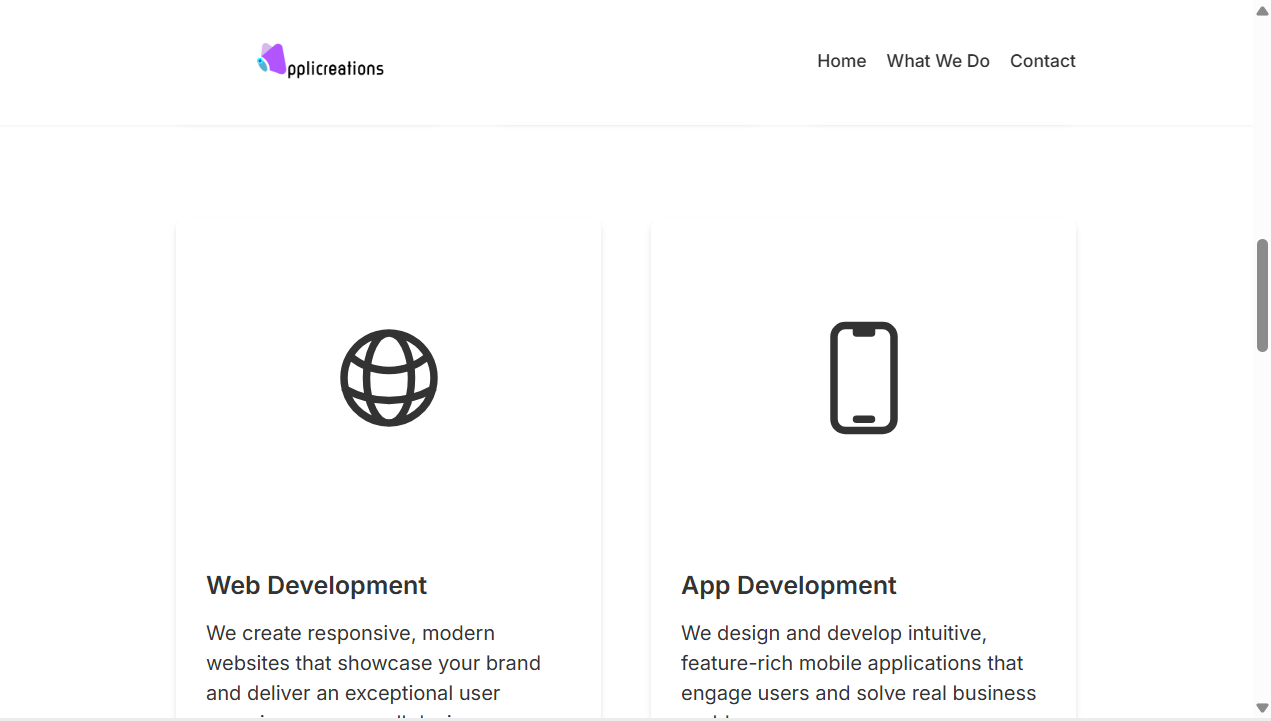 pplicreations
Home What We Do Contact
Web Development
We create responsive, modern
websites that showcase your brand
and deliver an exceptional user
App Development
We design and develop intuitive,
feature-rich mobile applications that
engage users and solve real business